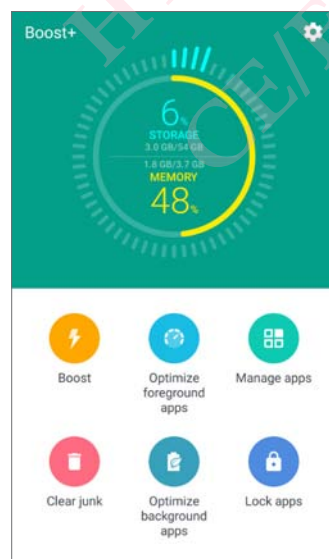 Boost+
6%
STORAGE
3.0 GB/54 GB
1.8 GB/3.7 GB
MEMORY
48%
Boost
Optimize
foreground
apps
Manage apps
Clear junk
Optimize
background
apps
Lock apps